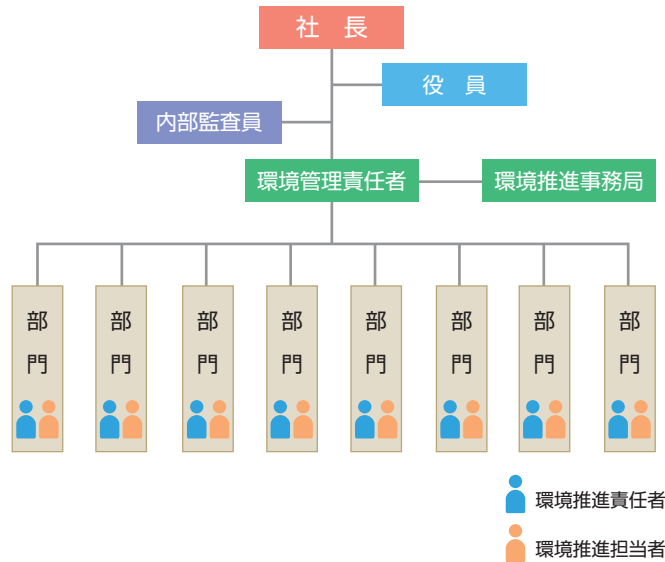 社　長
役　員
内部監査員
環境管理責任者
環境推進事務局
部門
部門
部門
部門
部門
部門
部門
部門
環境推進責任者
環境推進担当者